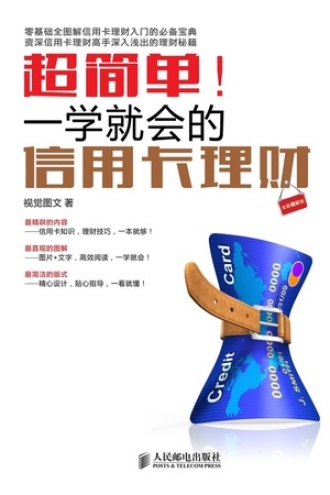 零基础全图解信用卡理财入门的必备宝典
资深信用卡理财高手深入浅出的理财秘籍
超简单！
一学就会的
信用卡理财
视觉图文 著
最精辟的内容
——信用卡知识，理财技巧，一本就够！
最直观的图解
——图片+文字，高效阅读，一学就会！
最简洁的版式
——精心设计，贴心指导，一看就懂！
Credit
Card
0000
0000
J. SMITH
人民邮电出版社
POSTS & TELECOM PRESS